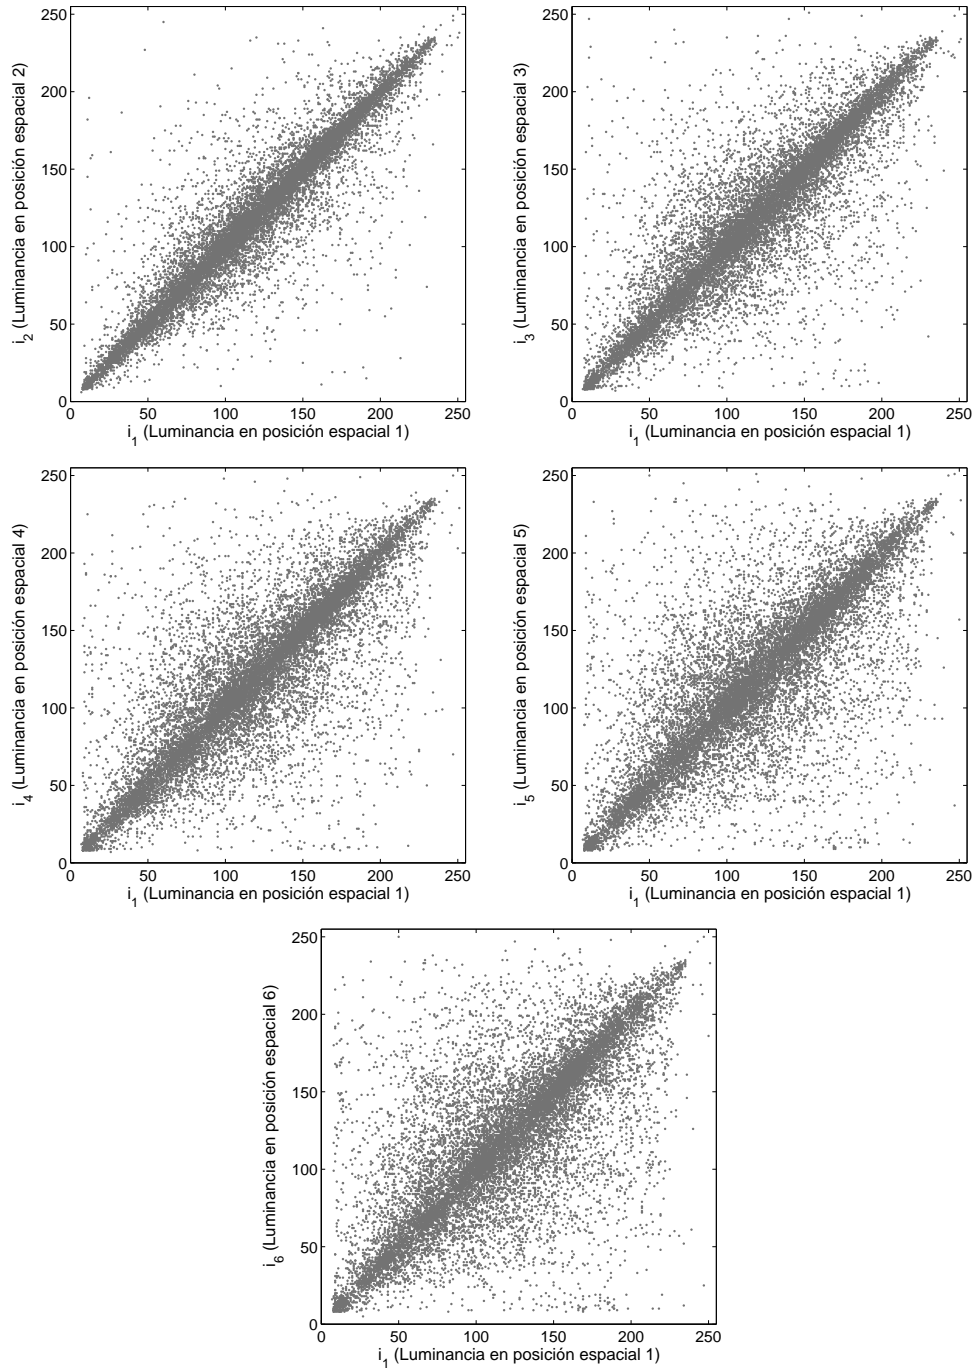 250
200
150
100
50
0
i2 (Luminancia en posición espacial 2)
0 50 100 150 200 250
i1 (Luminancia en posición espacial 1)
250
200
150
100
50
0
i3 (Luminancia en posición espacial 3)
0 50 100 150 200 250
i1 (Luminancia en posición espacial 1)
250
200
150
100
50
0
i4 (Luminancia en posición espacial 4)
0 50 100 150 200 250
i1 (Luminancia en posición espacial 1)
250
200
150
100
50
0
i5 (Luminancia en posición espacial 5)
0 50 100 150 200 250
i1 (Luminancia en posición espacial 1)
250
200
150
100
50
0
i6 (Luminancia en posición espacial 6)
0 50 100 150 200 250
i1 (Luminancia en posición espacial 1)